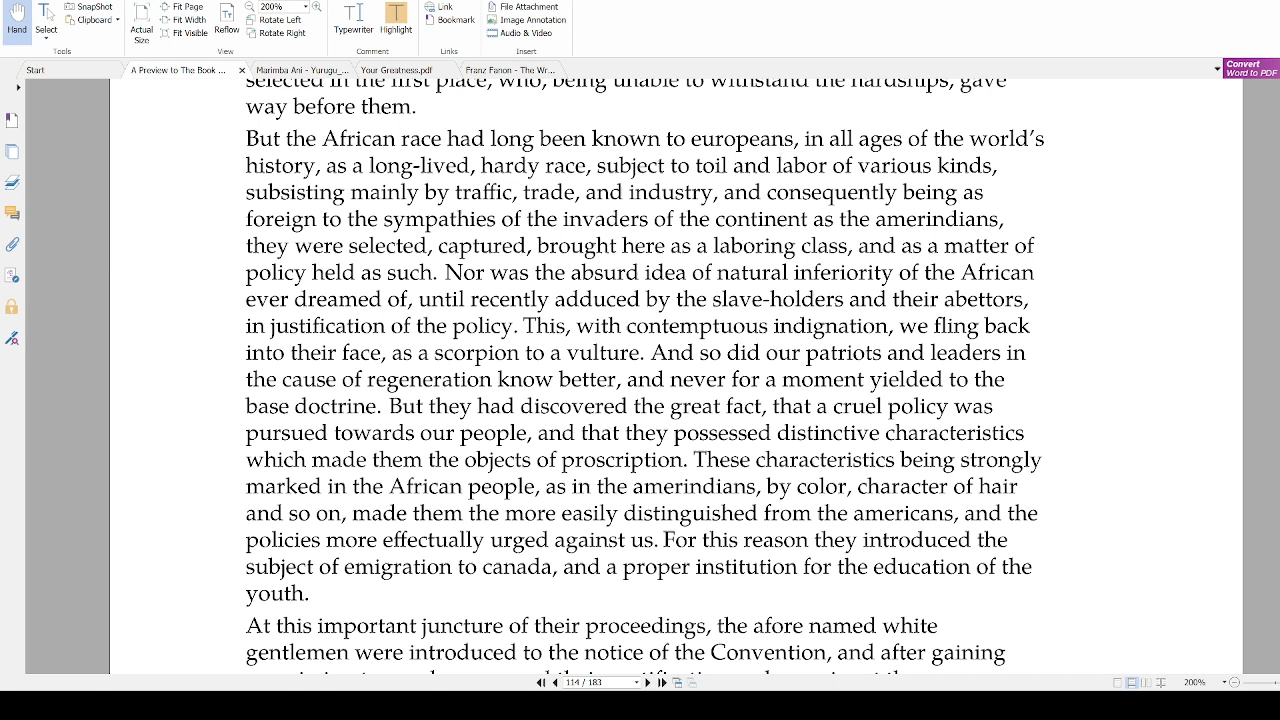 SnapShot
Clipboard
Hand
Select
Tools
Fit Page
Fit Width
Fit Visible
Actual
Size
Reflow
200%
Rotate Left
Rotate Right
View
Typewriter
Highlight
Comment
Link
Bookmark
Links
File Attachment
Image Annotation
Audio & Video
Insert
Start
A Preview to The Book ...
Marimba Ani - Yurugu_...
Your Greatness.pdf
Franz Fanon - The Wr...
Convert
Word to PDF
selected in the first place, who, being unable to withstand the hardships, gave
way before them.
But the African race had long been known to europeans, in all ages of the world's
history, as a long-lived, hardy race, subject to toil and labor of various kinds,
subsisting mainly by traffic, trade, and industry, and consequently being as
foreign to the sympathies of the invaders of the continent as the amerindians,
they were selected, captured, brought here as a laboring class, and as a matter of
policy held as such. Nor was the absurd idea of natural inferiority of the African
ever dreamed of, until recently adduced by the slave-holders and their abettors,
in justification of the policy. This, with contemptuous indignation, we fling back
into their face, as a scorpion to a vulture. And so did our patriots and leaders in
the cause of regeneration know better, and never for a moment yielded to the
base doctrine. But they had discovered the great fact, that a cruel policy was
pursued towards our people, and that they possessed distinctive characteristics
which made them the objects of proscription. These characteristics being strongly
marked in the African people, as in the amerindians, by color, character of hair
and so on, made them the more easily distinguished from the americans, and the
policies more effectually urged against us. For this reason they introduced the
subject of emigration to canada, and a proper institution for the education of the
youth.
At this important juncture of their proceedings, the afore named white
gentlemen were introduced to the notice of the Convention, and after gaining
114 / 183
200%